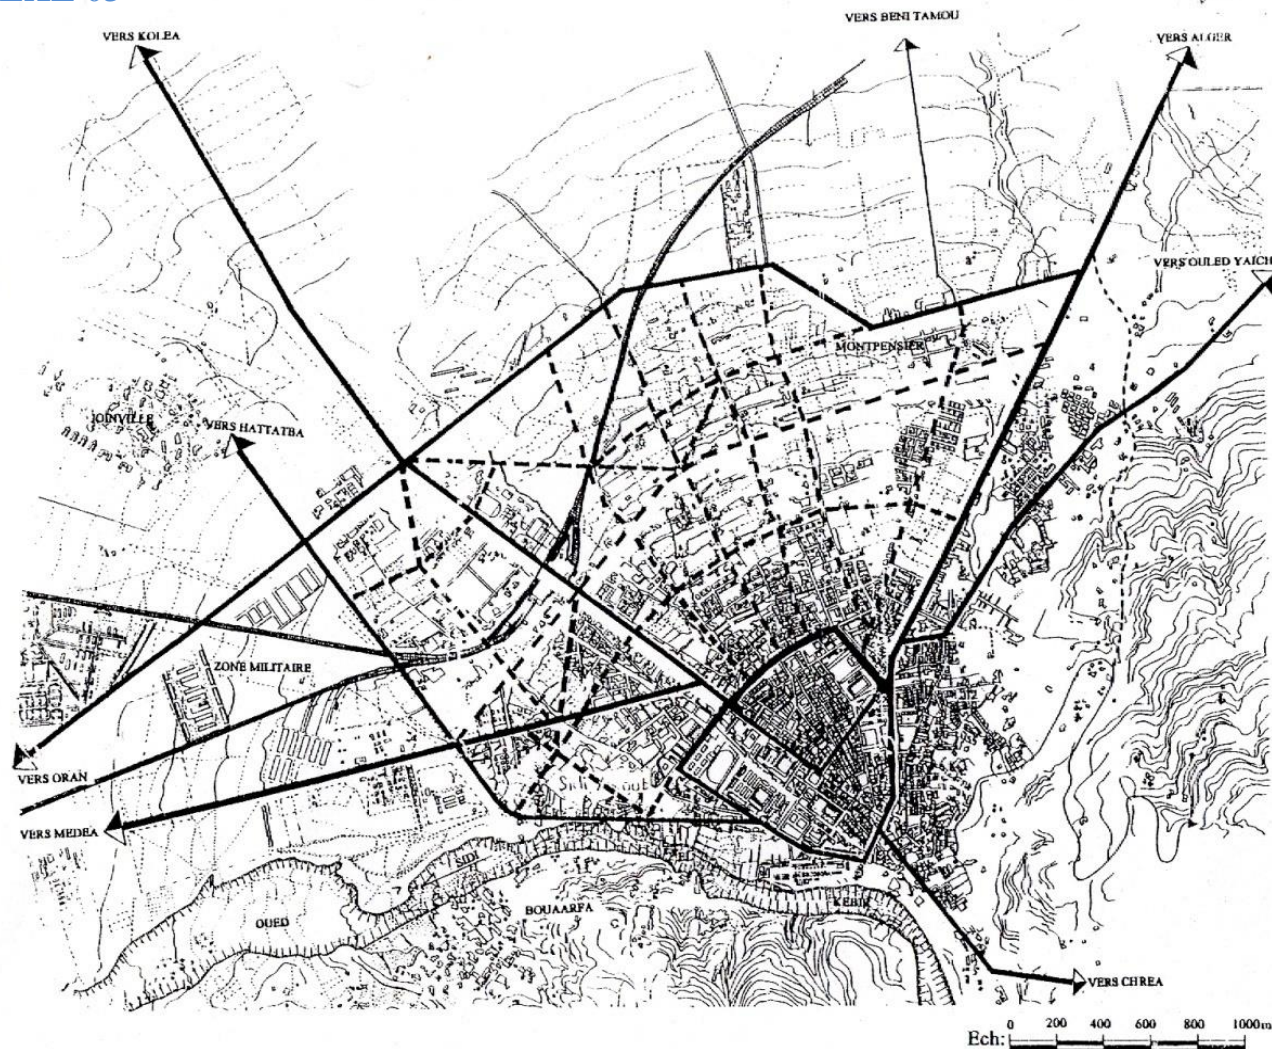 VERS BENI TAMOU
VERS KOLEA
VERS ALGER
VERS OULED YAICH
MONTPENSIER
JOINVILLE
VERS HATTATBA
ZONE MILITAIRE
VERS ORAN
VERS MEDEA
SIDI
EL
KEBIR
OUED
BOUAARFA
VERS CHREA
Ech: 0 200 400 600 800 1000m